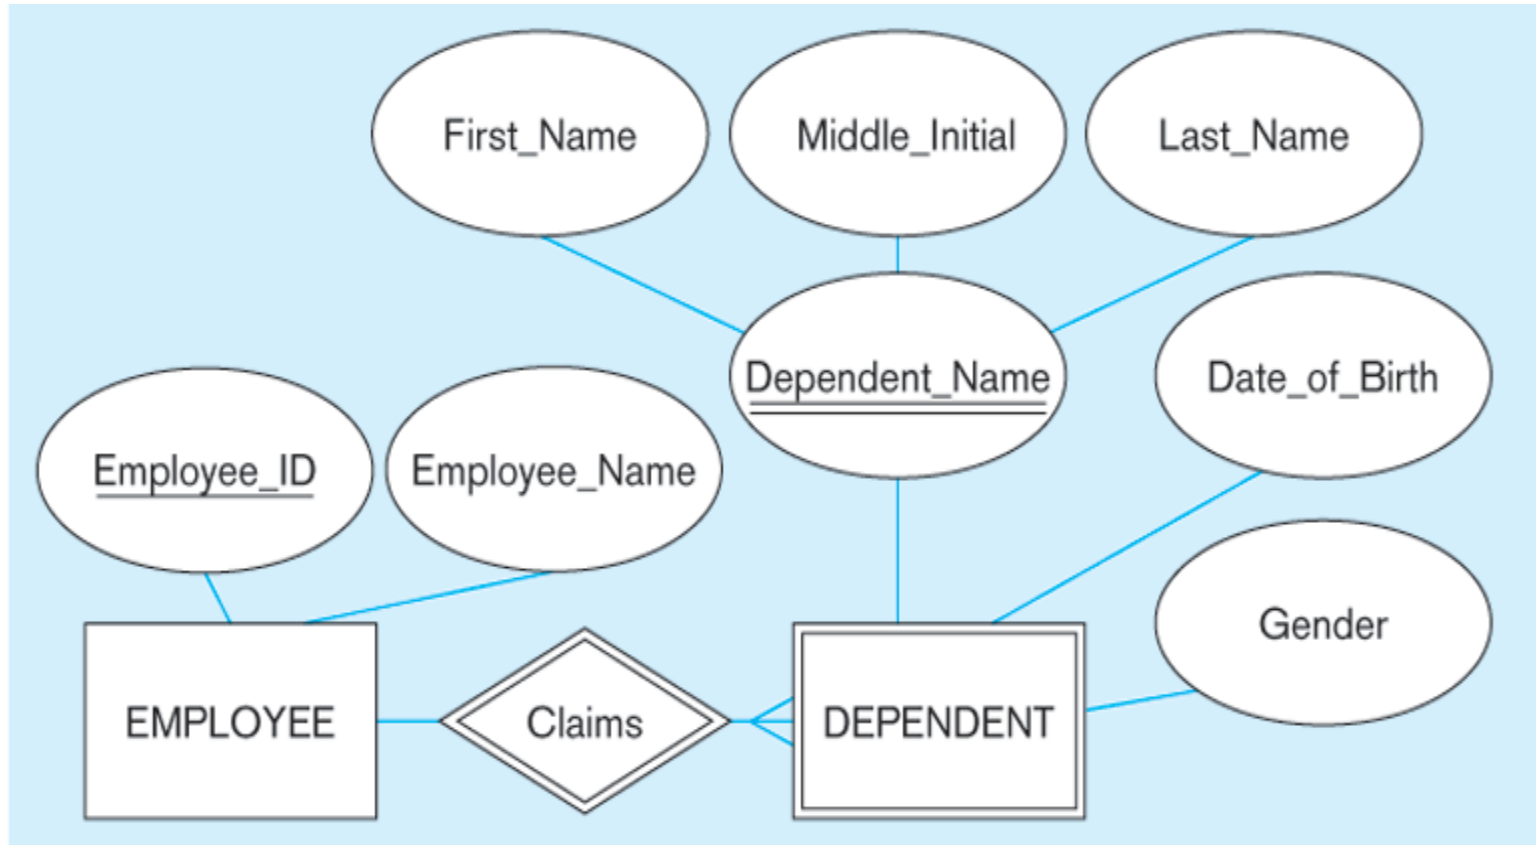 First_Name
Middle_Initial
Last_Name
Dependent_Name
Date_of_Birth
Employee_ID
Employee_Name
Gender
EMPLOYEE
Claims
DEPENDENT